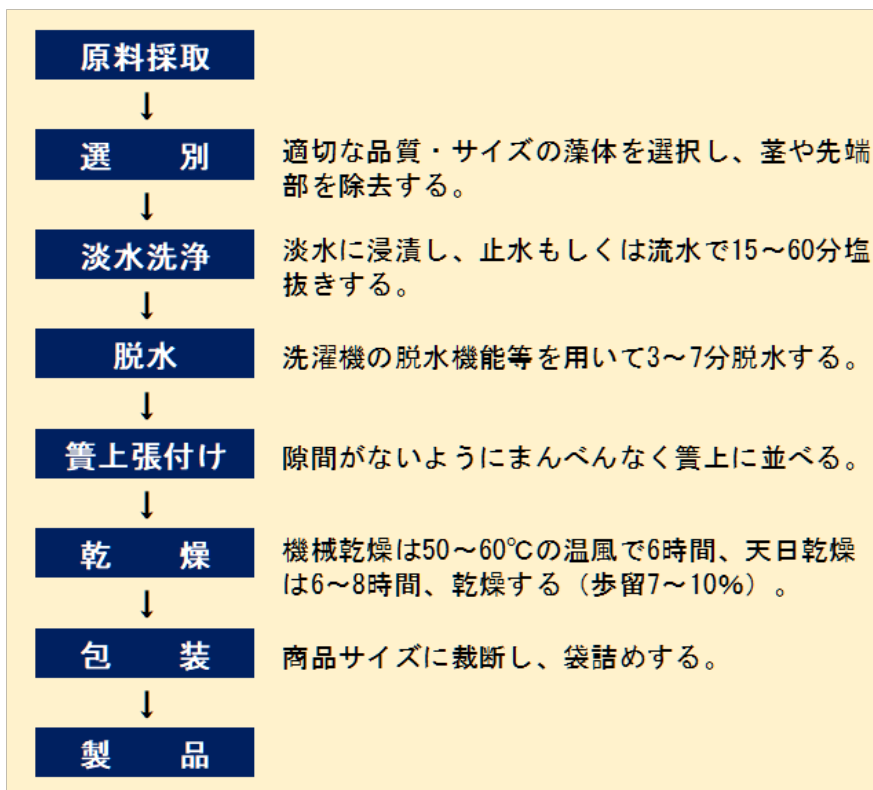 原料採取
↓
選　別
適切な品質・サイズの藻体を選択し、茎や先端
部を除去する。
↓
淡水洗浄
淡水に浸漬し、止水もしくは流水で15～60分塩
抜きする。
↓
脱水
洗濯機の脱水機能等を用いて3～7分脱水する。
↓
簀上張付け
隙間がないようにまんべんなく簀上に並べる。
↓
乾　燥
機械乾燥は50～60℃の温風で6時間、天日乾燥
は6～8時間、乾燥する（歩留7～10%）。
↓
包　装
商品サイズに裁断し、袋詰めする。
↓
製　品